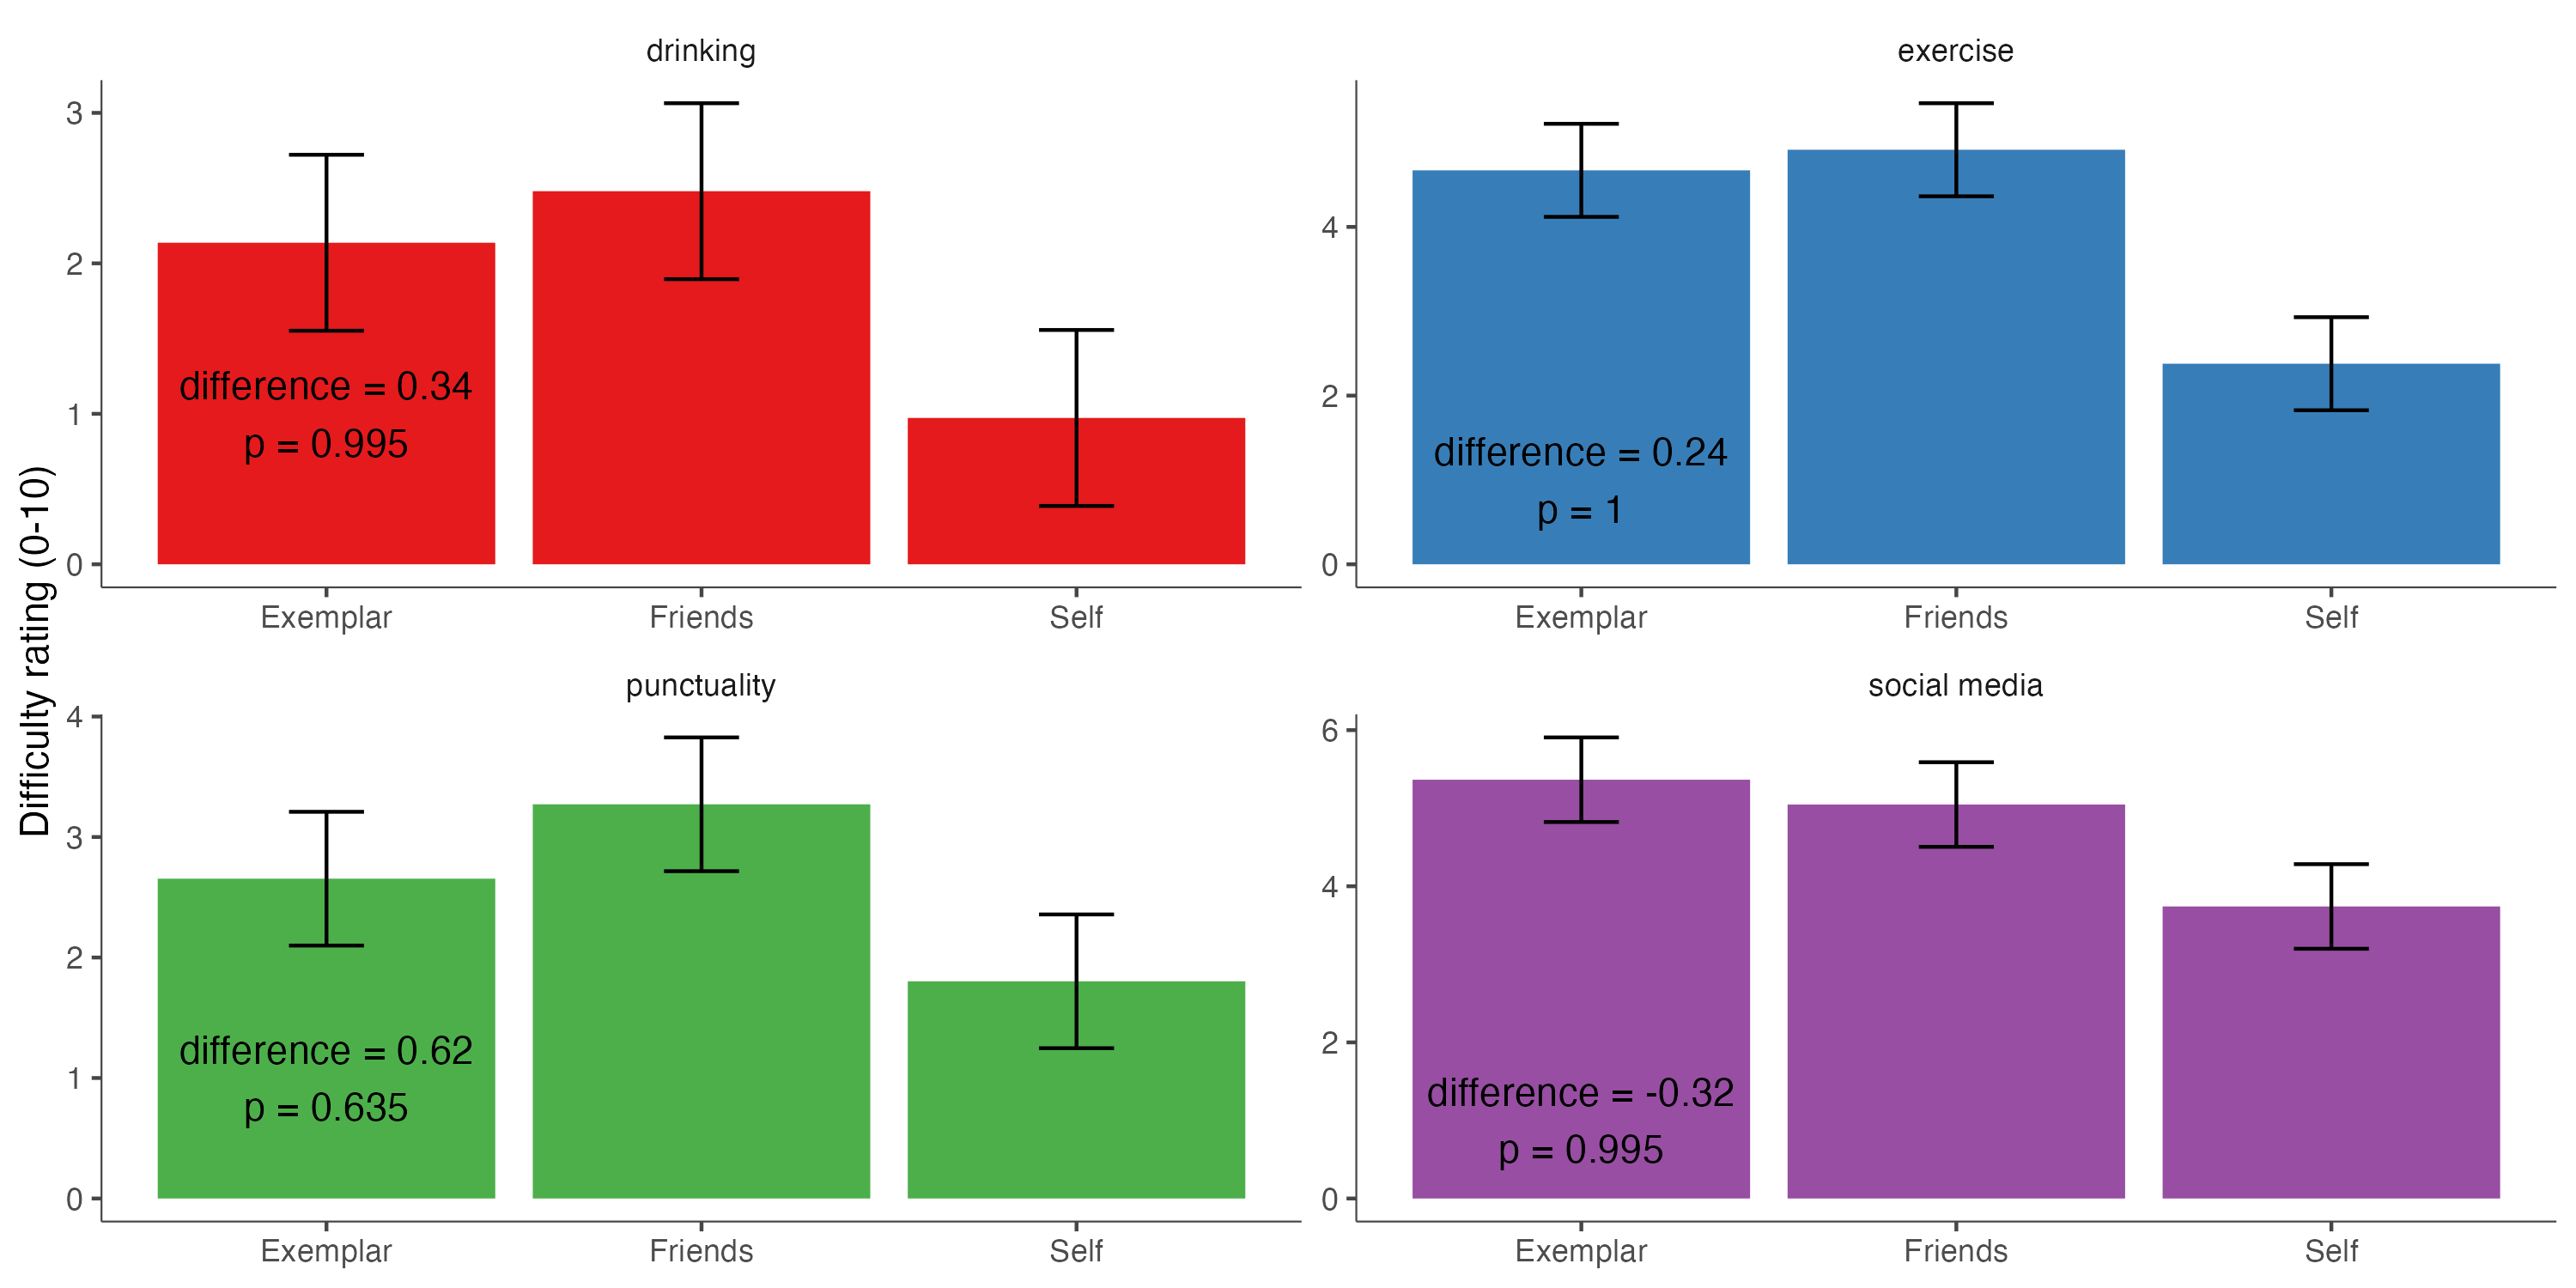 Difficulty rating (0-10)
drinking
3
2
1
0
difference = 0.34
p = 0.995
Exemplar Friends Self
exercise
4
2
0
difference = 0.24
p = 1
Exemplar Friends Self
punctuality
4
3
2
1
0
difference = 0.62
p = 0.635
Exemplar Friends Self
social media
6
4
2
0
difference = -0.32
p = 0.995
Exemplar Friends Self